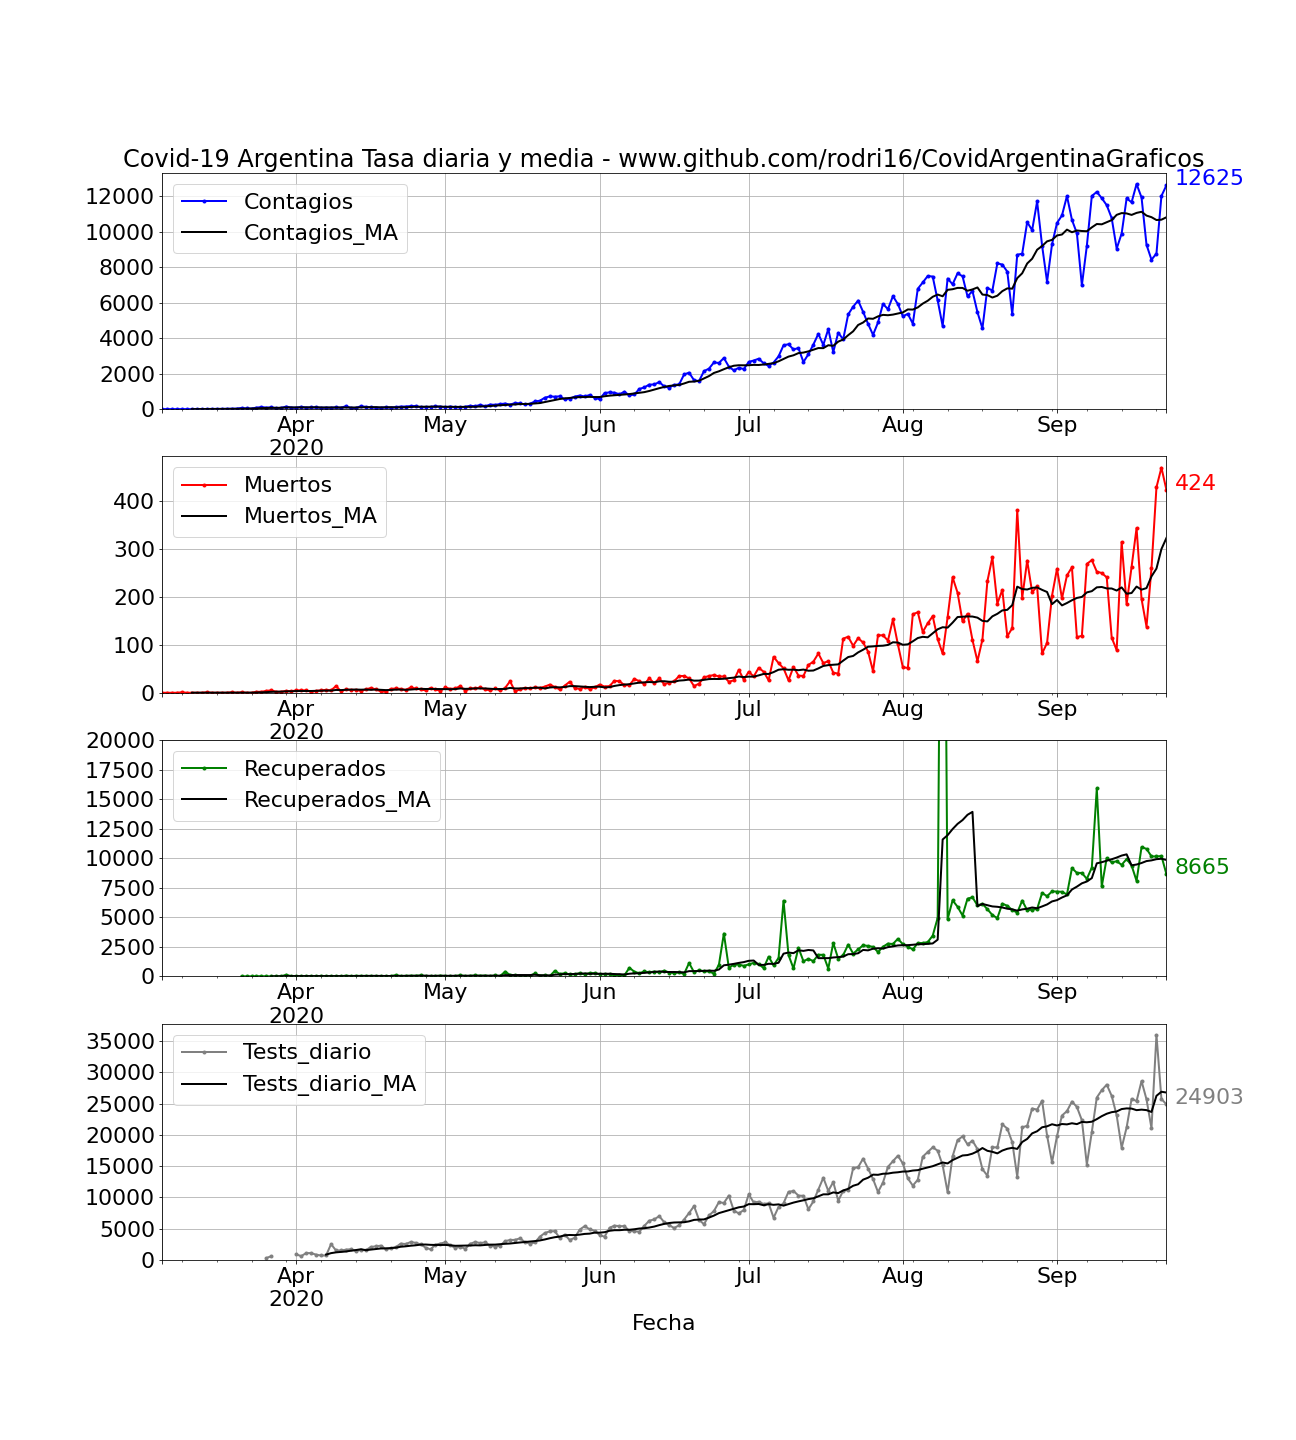 Covid-19 Argentina Tasa diaria y media - www.github.com/rodri16/CovidArgentinaGraficos
12625
Contagios
Contagios_MA
12000
10000
8000
6000
4000
2000
0
Apr May Jun Jul Aug Sep
2020
424
Muertos
Muertos_MA
400
300
200
100
0
Apr May Jun Jul Aug Sep
2020
Recuperados
Recuperados_MA
20000
17500
15000
12500
10000
8665
7500
5000
2500
0
Apr May Jun Jul Aug Sep
2020
Tests_diario
Tests_diario_MA
35000
30000
25000
24903
20000
15000
10000
5000
0
Apr May Jun Jul Aug Sep
2020
Fecha